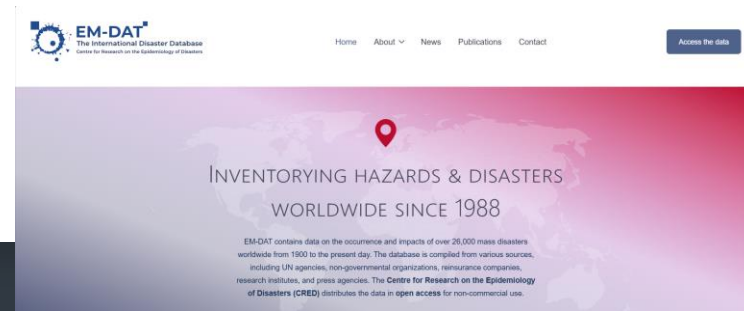 EM-DAT
The International Disaster Database
Centre for Research on the Epidemiology of Disasters
Home About News Publications Contact
Access the data
INVENTORYING HAZARDS & DISASTERS
WORLDWIDE SINCE 1988
EM-DAT contains data on the occurrence and impacts of over 26,000 mass disasters
worldwide from 1900 to the present day. The database is compiled from various sources,
including UN agencies, non-governmental organizations, reinsurance companies,
research institutes, and press agencies. The Centre for Research on the Epidemiology
of Disasters (CRED) distributes the data in open access for non-commercial use.